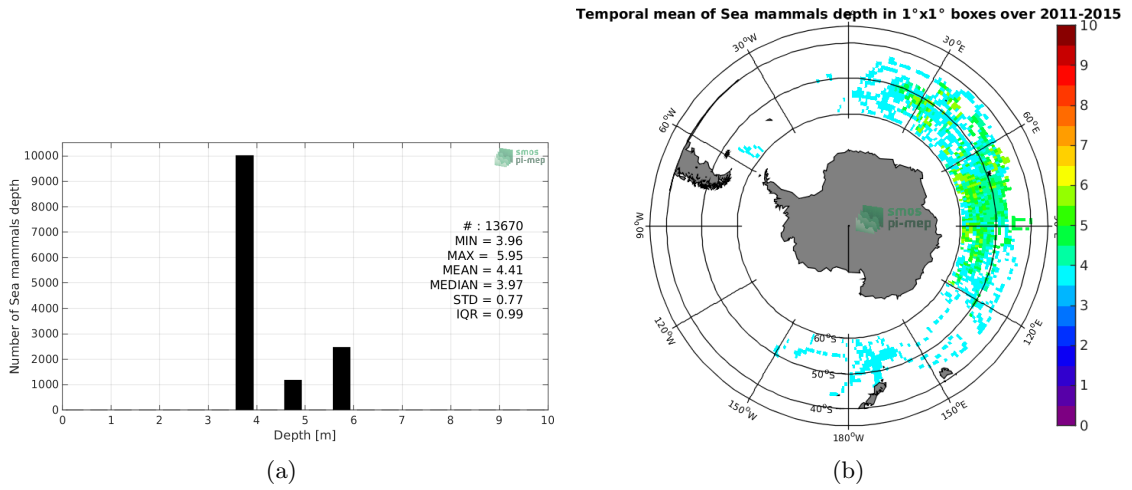 Temporal mean of Sea mammals depth in 1°x1° boxes over 2011-2015
Number of Sea mammals depth
10000
9000
8000
7000
6000
5000
4000
3000
2000
1000
0
smos
pi-mep
# : 13670
MIN = 3.96
MAX = 5.95
MEAN = 4.41
MEDIAN = 3.97
STD = 0.77
IQR = 0.99
0 1 2 3 4 5 6 7 8 9 10
Depth [m]
(a)
30°W
30°E
60°W
60°E
90°W
120°W
120°E
150°W
150°E
180°W
60°S
50°S
40°S
smos
pi-mep
10
9
8
7
6
5
4
3
2
1
0
(b)